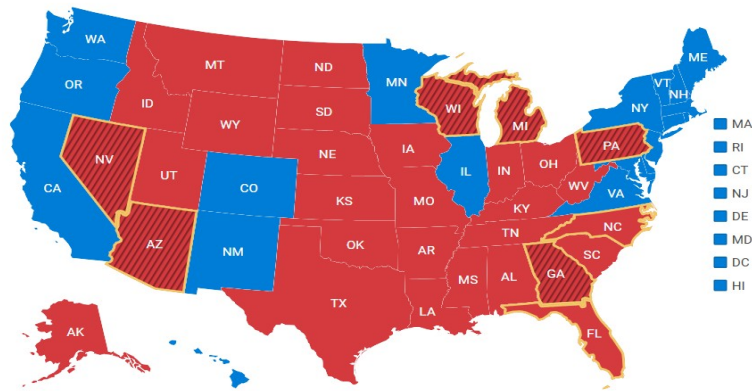 WA
ME
MT
ND
VT
MN
NH
OR
ID
WI
NY
SD
MI
MA
WY
RI
PA
IA
NE
CT
NV
OH
IL
IN
NJ
UT
CO
WV
VA
DE
CA
KS
MO
KY
MD
NC
TN
DC
OK
AZ
AR
SC
NM
HI
GA
MS
AL
TX
LA
AK
FL